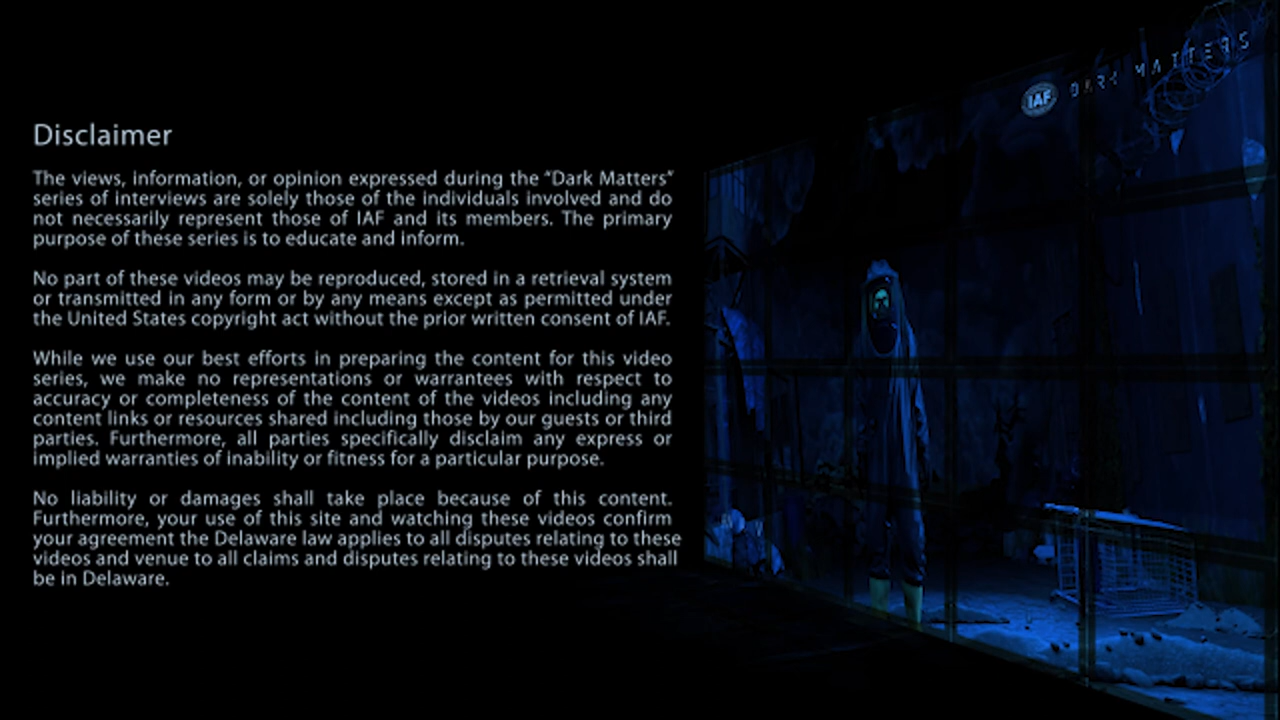 IAF DARK MATTERS
Disclaimer
The views, information, or opinion expressed during the “Dark Matters”
series of interviews are solely those of the individuals involved and do
not necessarily represent those of IAF and its members. The primary
purpose of these series is to educate and inform.
No part of these videos may be reproduced, stored in a retrieval system
or transmitted in any form or by any means except as permitted under
the United States copyright act without the prior written consent of IAF.
While we use our best efforts in preparing the content for this video
series, we make no representations or warrantees with respect to
accuracy or completeness of the content of the videos including any
content links or resources shared including those by our guests or third
parties. Furthermore, all parties specifically disclaim any express or
implied warranties of inability or fitness for a particular purpose.
No liability or damages shall take place because of this content.
Furthermore, your use of this site and watching these videos confirm
your agreement the Delaware law applies to all disputes relating to these
videos and venue to all claims and disputes relating to these videos shall
be in Delaware.